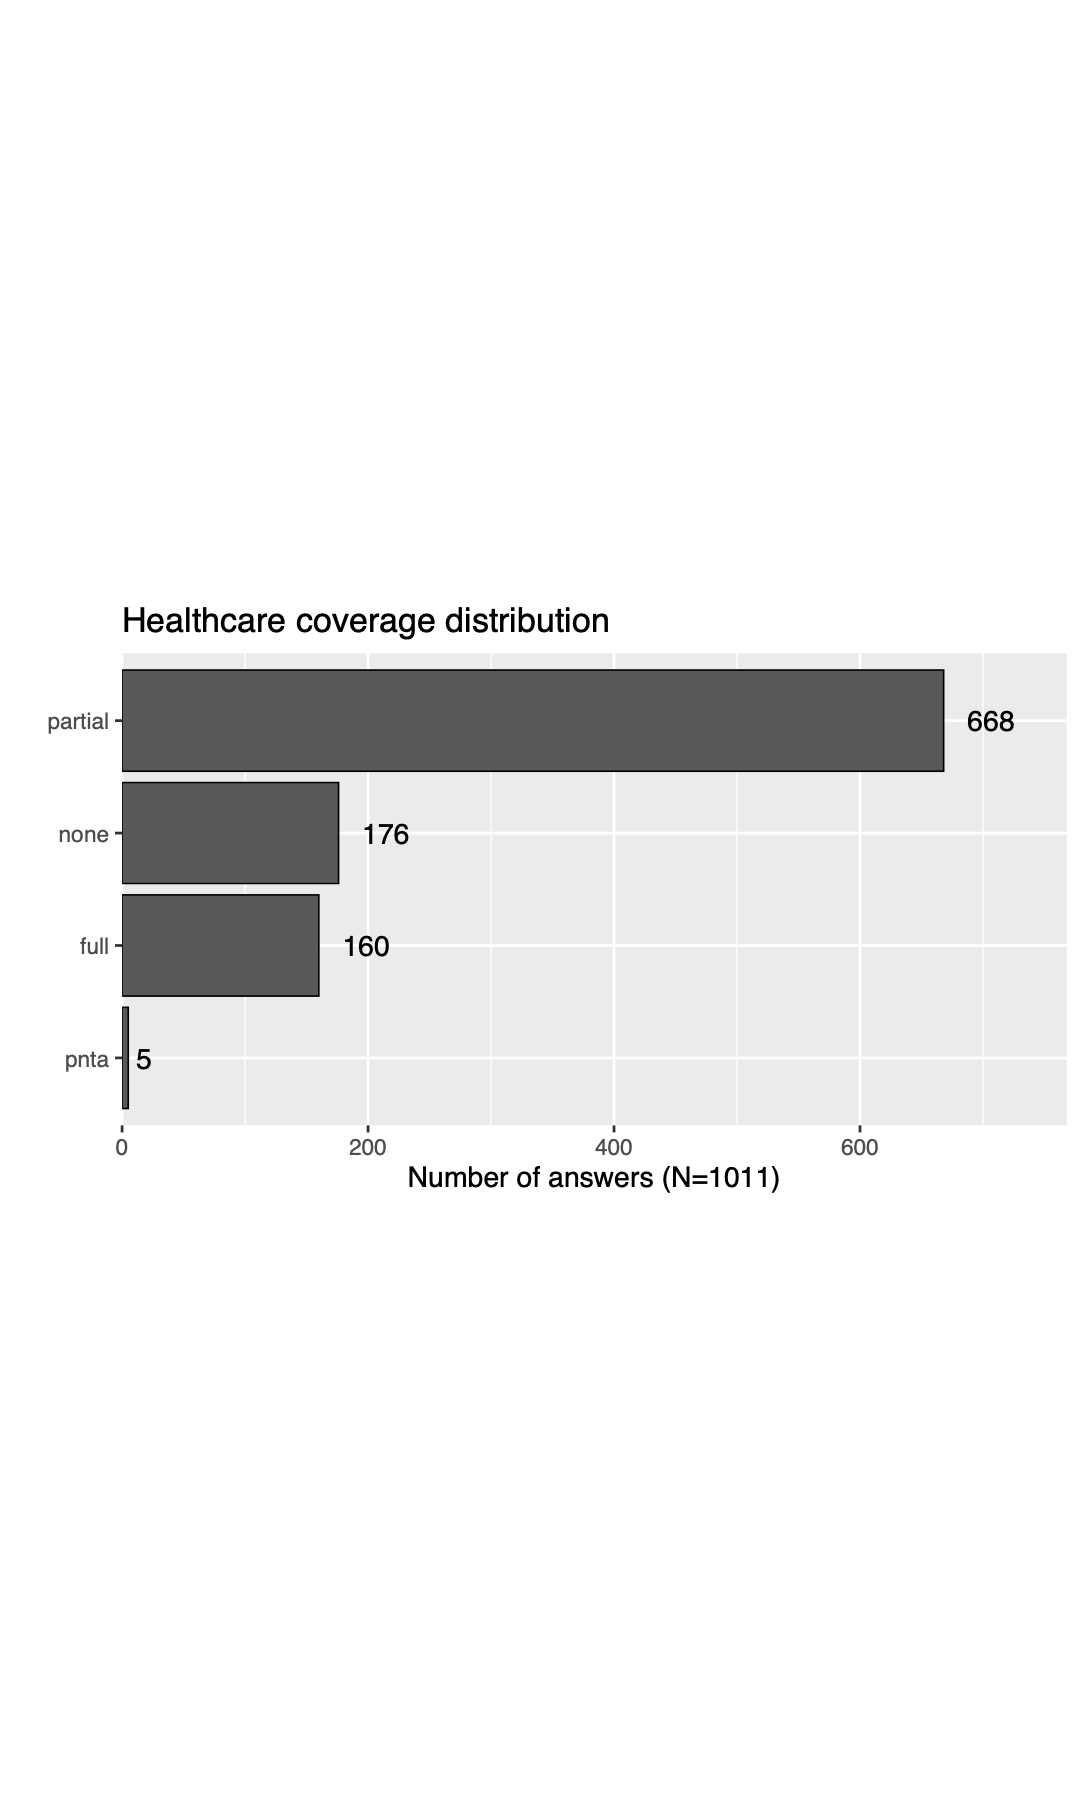 Healthcare coverage distribution
partial 668
none 176
full 160
pnta 5
0 200 400 600
Number of answers (N=1011)